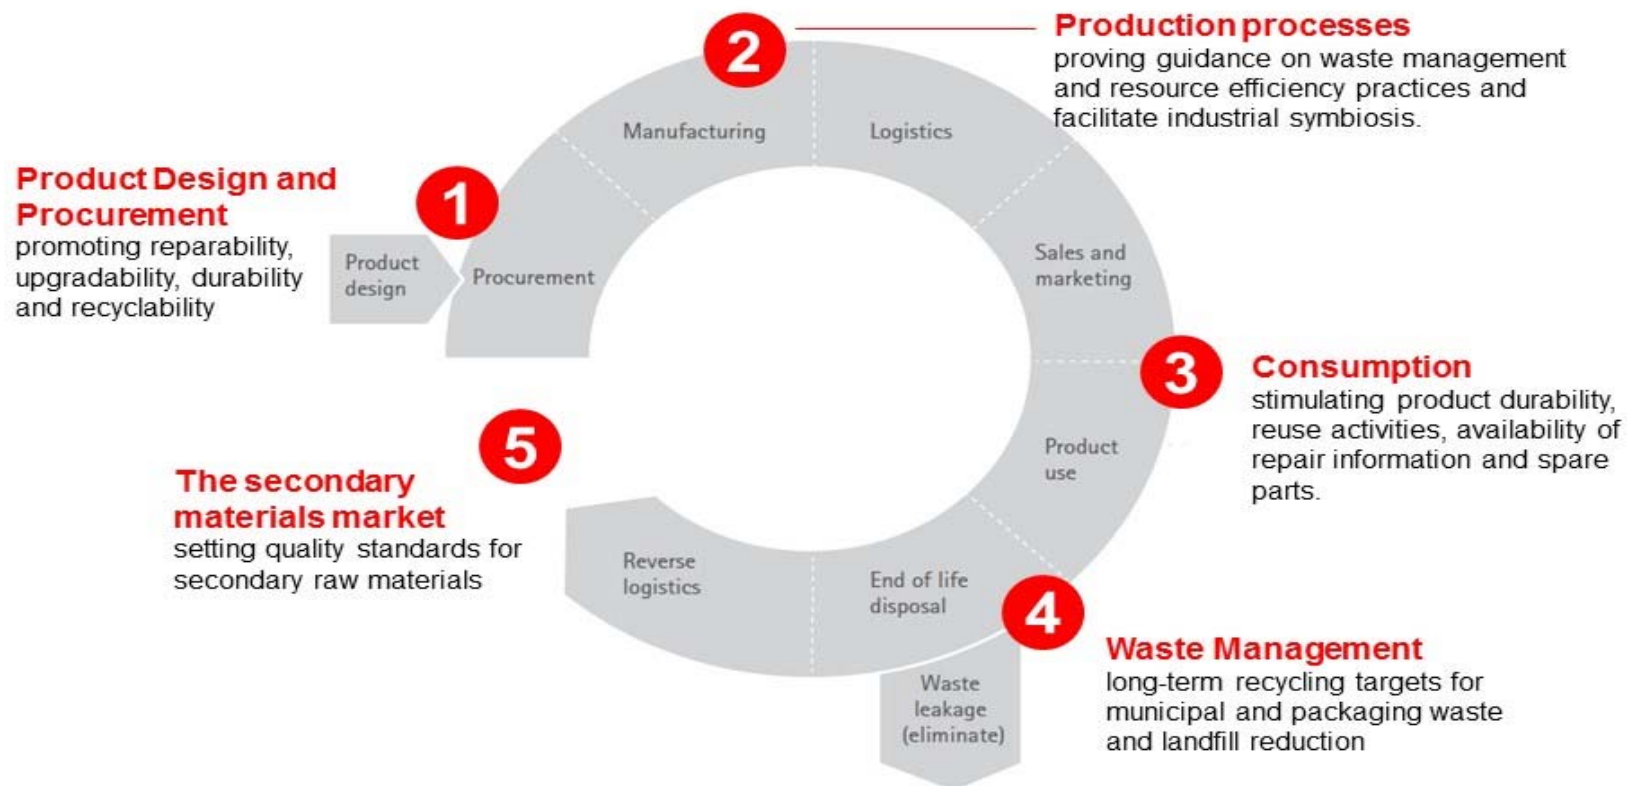 2
Production processes
proving guidance on waste management
and resource efficiency practices and
facilitate industrial symbiosis.
Manufacturing
Logistics
1
Product Design and
Procurement
promoting reparability,
upgradability, durability
and recyclability
Product
design
Procurement
Sales and
marketing
3
Consumption
stimulating product durability,
reuse activities, availability of
repair information and spare
parts.
Product
use
5
The secondary
materials market
setting quality standards for
secondary raw materials
Reverse
logistics
End of life
disposal
4
Waste Management
long-term recycling targets for
municipal and packaging waste
and landfill reduction
Waste
leakage
(eliminate)